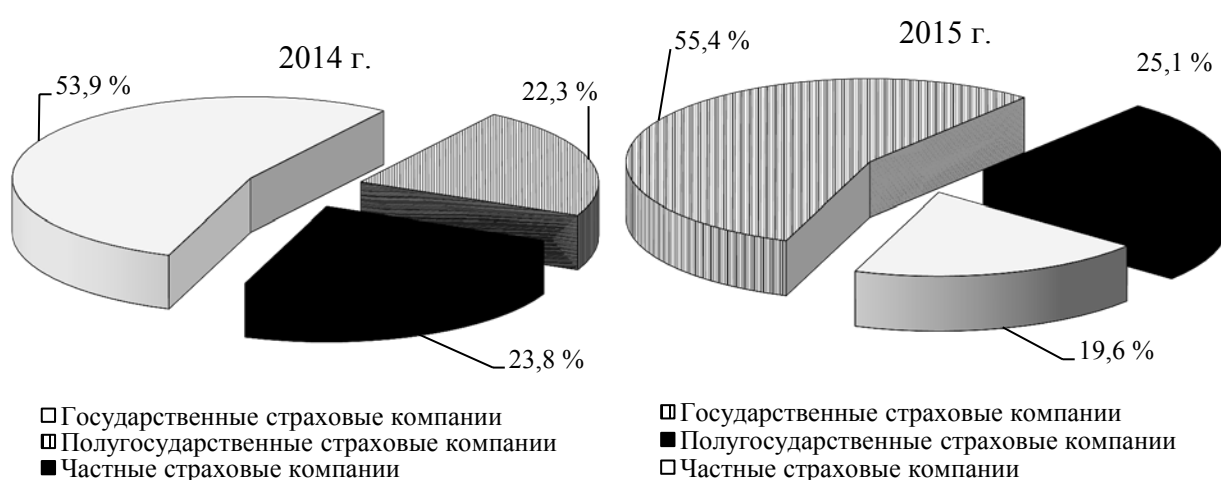 2014 г.
53,9 %
22,3 %
23,8 %
□ Государственные страховые компании
▥ Полугосударственные страховые компании
■ Частные страховые компании
2015 г.
55,4 %
25,1 %
19,6 %
▥ Государственные страховые компании
■ Полугосударственные страховые компании
□ Частные страховые компании